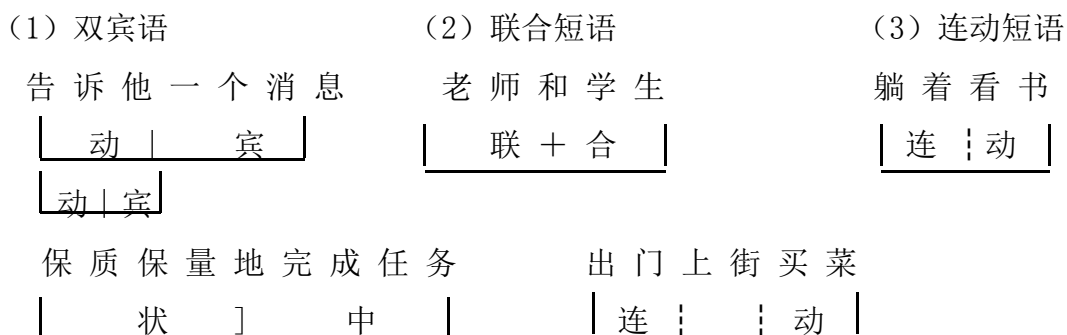 (1) 双宾语 (2) 联合短语 (3) 连动短语
告诉他一个消息 老师和学生 躺着看书
动 | 宾 联 + 合 连 ┆ 动
动 | 宾
保质保量地完成任务 出门上街买菜
状 ] 中 连 ┆ ┆ 动